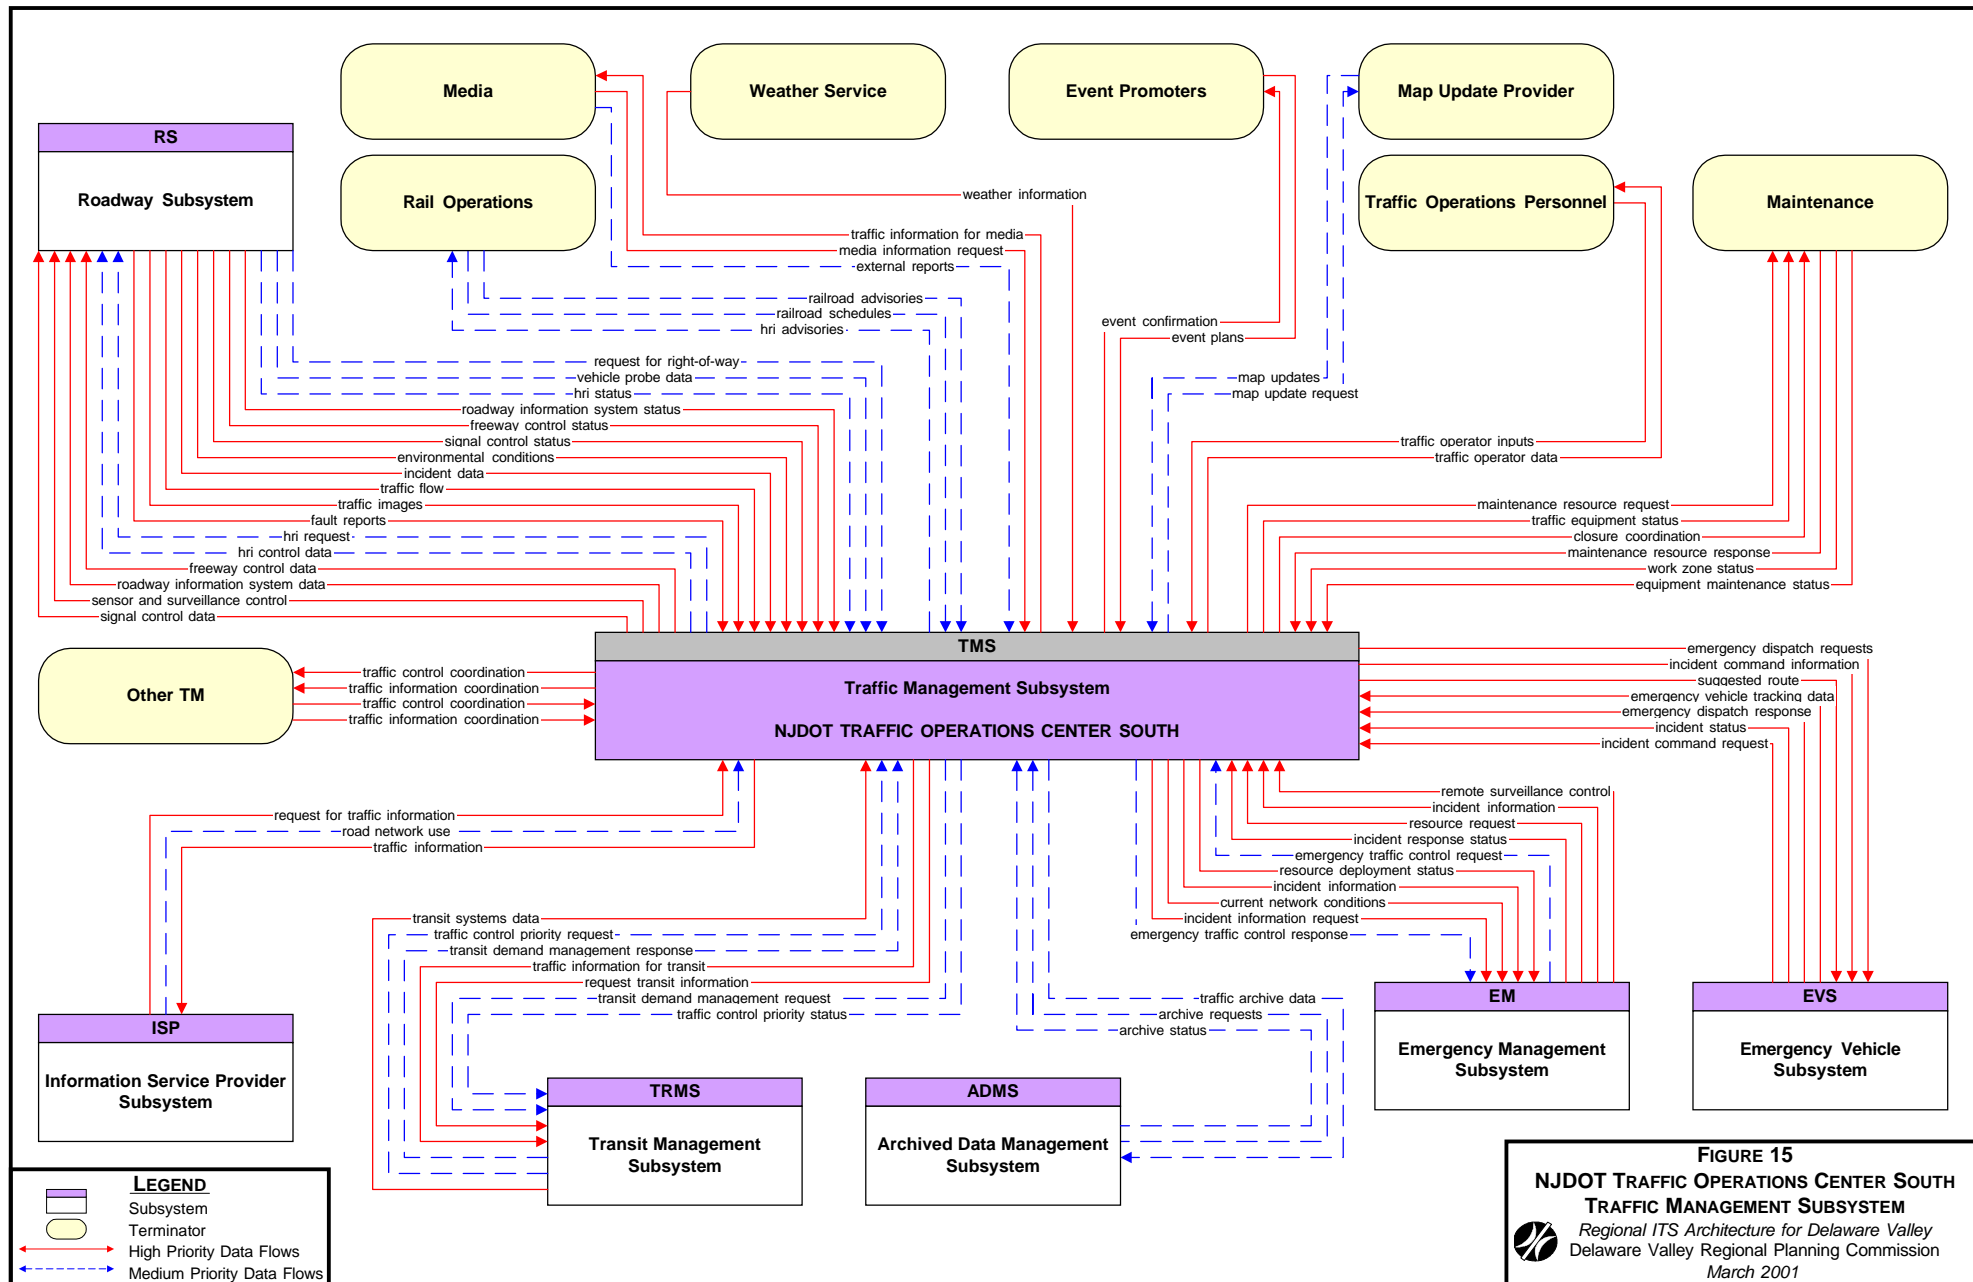 Media
Weather Service
Event Promoters
Map Update Provider
RS
Roadway Subsystem
Rail Operations
Traffic Operations Personnel
Maintenance
weather information
traffic information for media
media information request
external reports
railroad advisories
railroad schedules
hri advisories
event confirmation
event plans
request for right-of-way
vehicle probe data
hri status
map updates
map update request
roadway information system status
freeway control status
signal control status
environmental conditions
incident data
traffic flow
traffic images
fault reports
hri request
hri control data
freeway control data
roadway information system data
sensor and surveillance control
signal control data
traffic operator inputs
traffic operator data
maintenance resource request
traffic equipment status
closure coordination
maintenance resource response
work zone status
equipment maintenance status
TMS
Traffic Management Subsystem
NJDOT TRAFFIC OPERATIONS CENTER SOUTH
Other TM
traffic control coordination
traffic information coordination
traffic control coordination
traffic information coordination
emergency dispatch requests
incident command information
suggested route
emergency vehicle tracking data
emergency dispatch response
incident status
incident command request
request for traffic information
road network use
traffic information
remote surveillance control
incident information
resource request
incident response status
emergency traffic control request
resource deployment status
incident information
current network conditions
incident information request
emergency traffic control response
transit systems data
traffic control priority request
transit demand management response
traffic information for transit
request transit information
transit demand management request
traffic control priority status
traffic archive data
archive requests
archive status
ISP
Information Service Provider
Subsystem
TRMS
Transit Management
Subsystem
ADMS
Archived Data Management
Subsystem
EM
Emergency Management
Subsystem
EVS
Emergency Vehicle
Subsystem
LEGEND
Subsystem
Terminator
High Priority Data Flows
Medium Priority Data Flows
FIGURE 15
NJDOT TRAFFIC OPERATIONS CENTER SOUTH
TRAFFIC MANAGEMENT SUBSYSTEM
Regional ITS Architecture for Delaware Valley
Delaware Valley Regional Planning Commission
March 2001